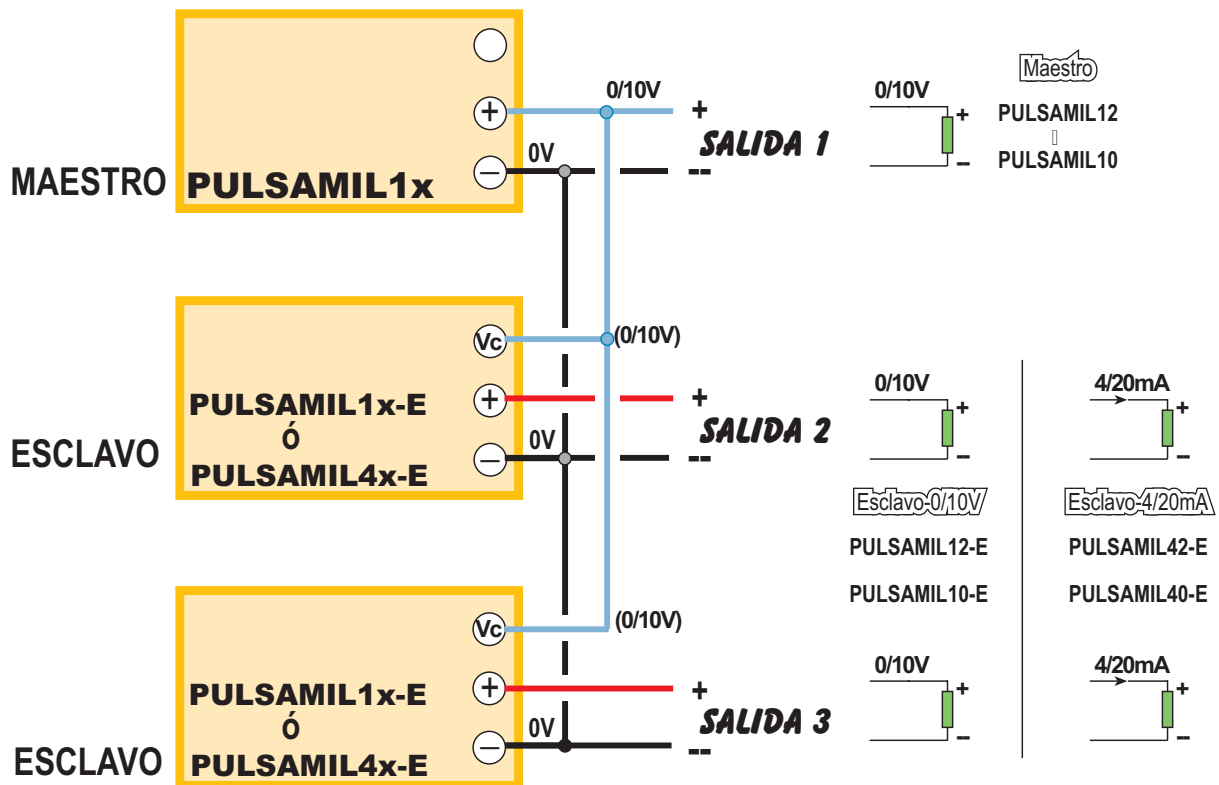 Maestro
0/10V
0/10V
+
+
PULSAMIL12
+
SALIDA 1
PULSAMIL10
0V
--
--
MAESTRO
PULSAMIL1x
−
Vc
(0/10V)
0/10V
4/20mA
PULSAMIL1x-E
+
+
+
+
Ó
SALIDA 2
0V
ESCLAVO
PULSAMIL4x-E
−
--
--
--
Esclavo-0/10V
Esclavo-4/20mA
PULSAMIL12-E
PULSAMIL42-E
PULSAMIL10-E
PULSAMIL40-E
Vc
(0/10V)
0/10V
4/20mA
PULSAMIL1x-E
+
+
+
+
Ó
SALIDA 3
0V
--
--
--
ESCLAVO
PULSAMIL4x-E
−